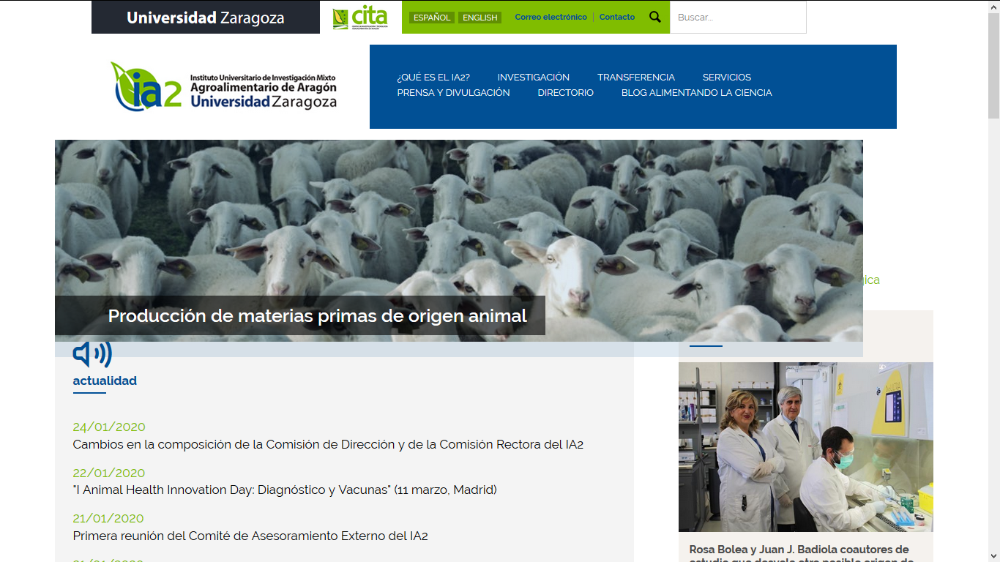 Universidad Zaragoza
cita
ESPAÑOL ENGLISH Correo electrónico | Contacto
Buscar...
ia2
Instituto Universitario de Investigación Mixto
Agroalimentario de Aragón
Universidad Zaragoza
¿QUÉ ES EL IA2? INVESTIGACIÓN TRANSFERENCIA SERVICIOS
PRENSA Y DIVULGACIÓN DIRECTORIO BLOG ALIMENTANDO LA CIENCIA
Producción de materias primas de origen animal
actualidad
24/01/2020
Cambios en la composición de la Comisión de Dirección y de la Comisión Rectora del IA2
22/01/2020
"I Animal Health Innovation Day: Diagnóstico y Vacunas" (11 marzo, Madrid)
21/01/2020
Primera reunión del Comité de Asesoramiento Externo del IA2
Rosa Bolea y Juan J. Badiola coautores de
estudio que desvela otro posible origen de